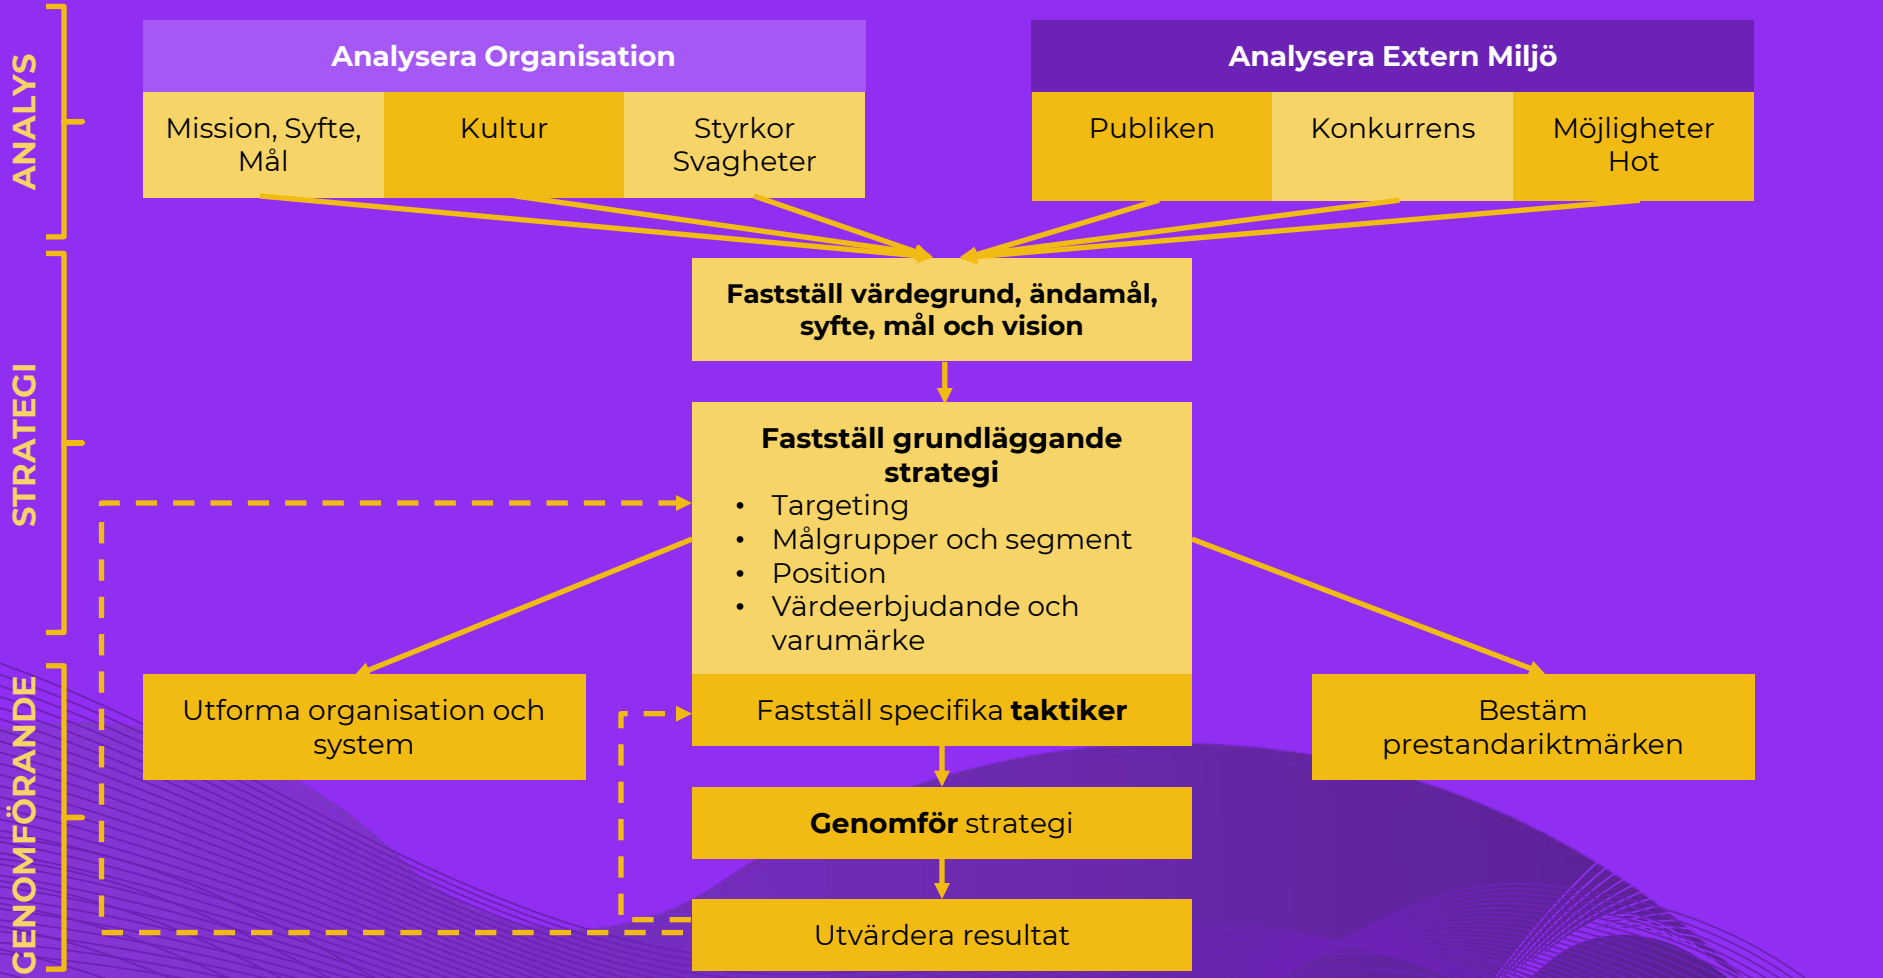 ANALYS
Analysera Organisation
Analysera Extern Miljö
Mission, Syfte,
Mål
Kultur
Styrkor
Svagheter
Publiken
Konkurrens
Möjligheter
Hot
STRATEGI
Fastställ värdegrund, ändamål,
syfte, mål och vision
Fastställ grundläggande
strategi
• Targeting
• Målgrupper och segment
• Position
• Värdeerbjudande och
varumärke
GENOMFÖRANDE
Utforma organisation och
system
Fastställ specifika taktiker
Bestäm
prestandariktmärken
Genomför strategi
Utvärdera resultat